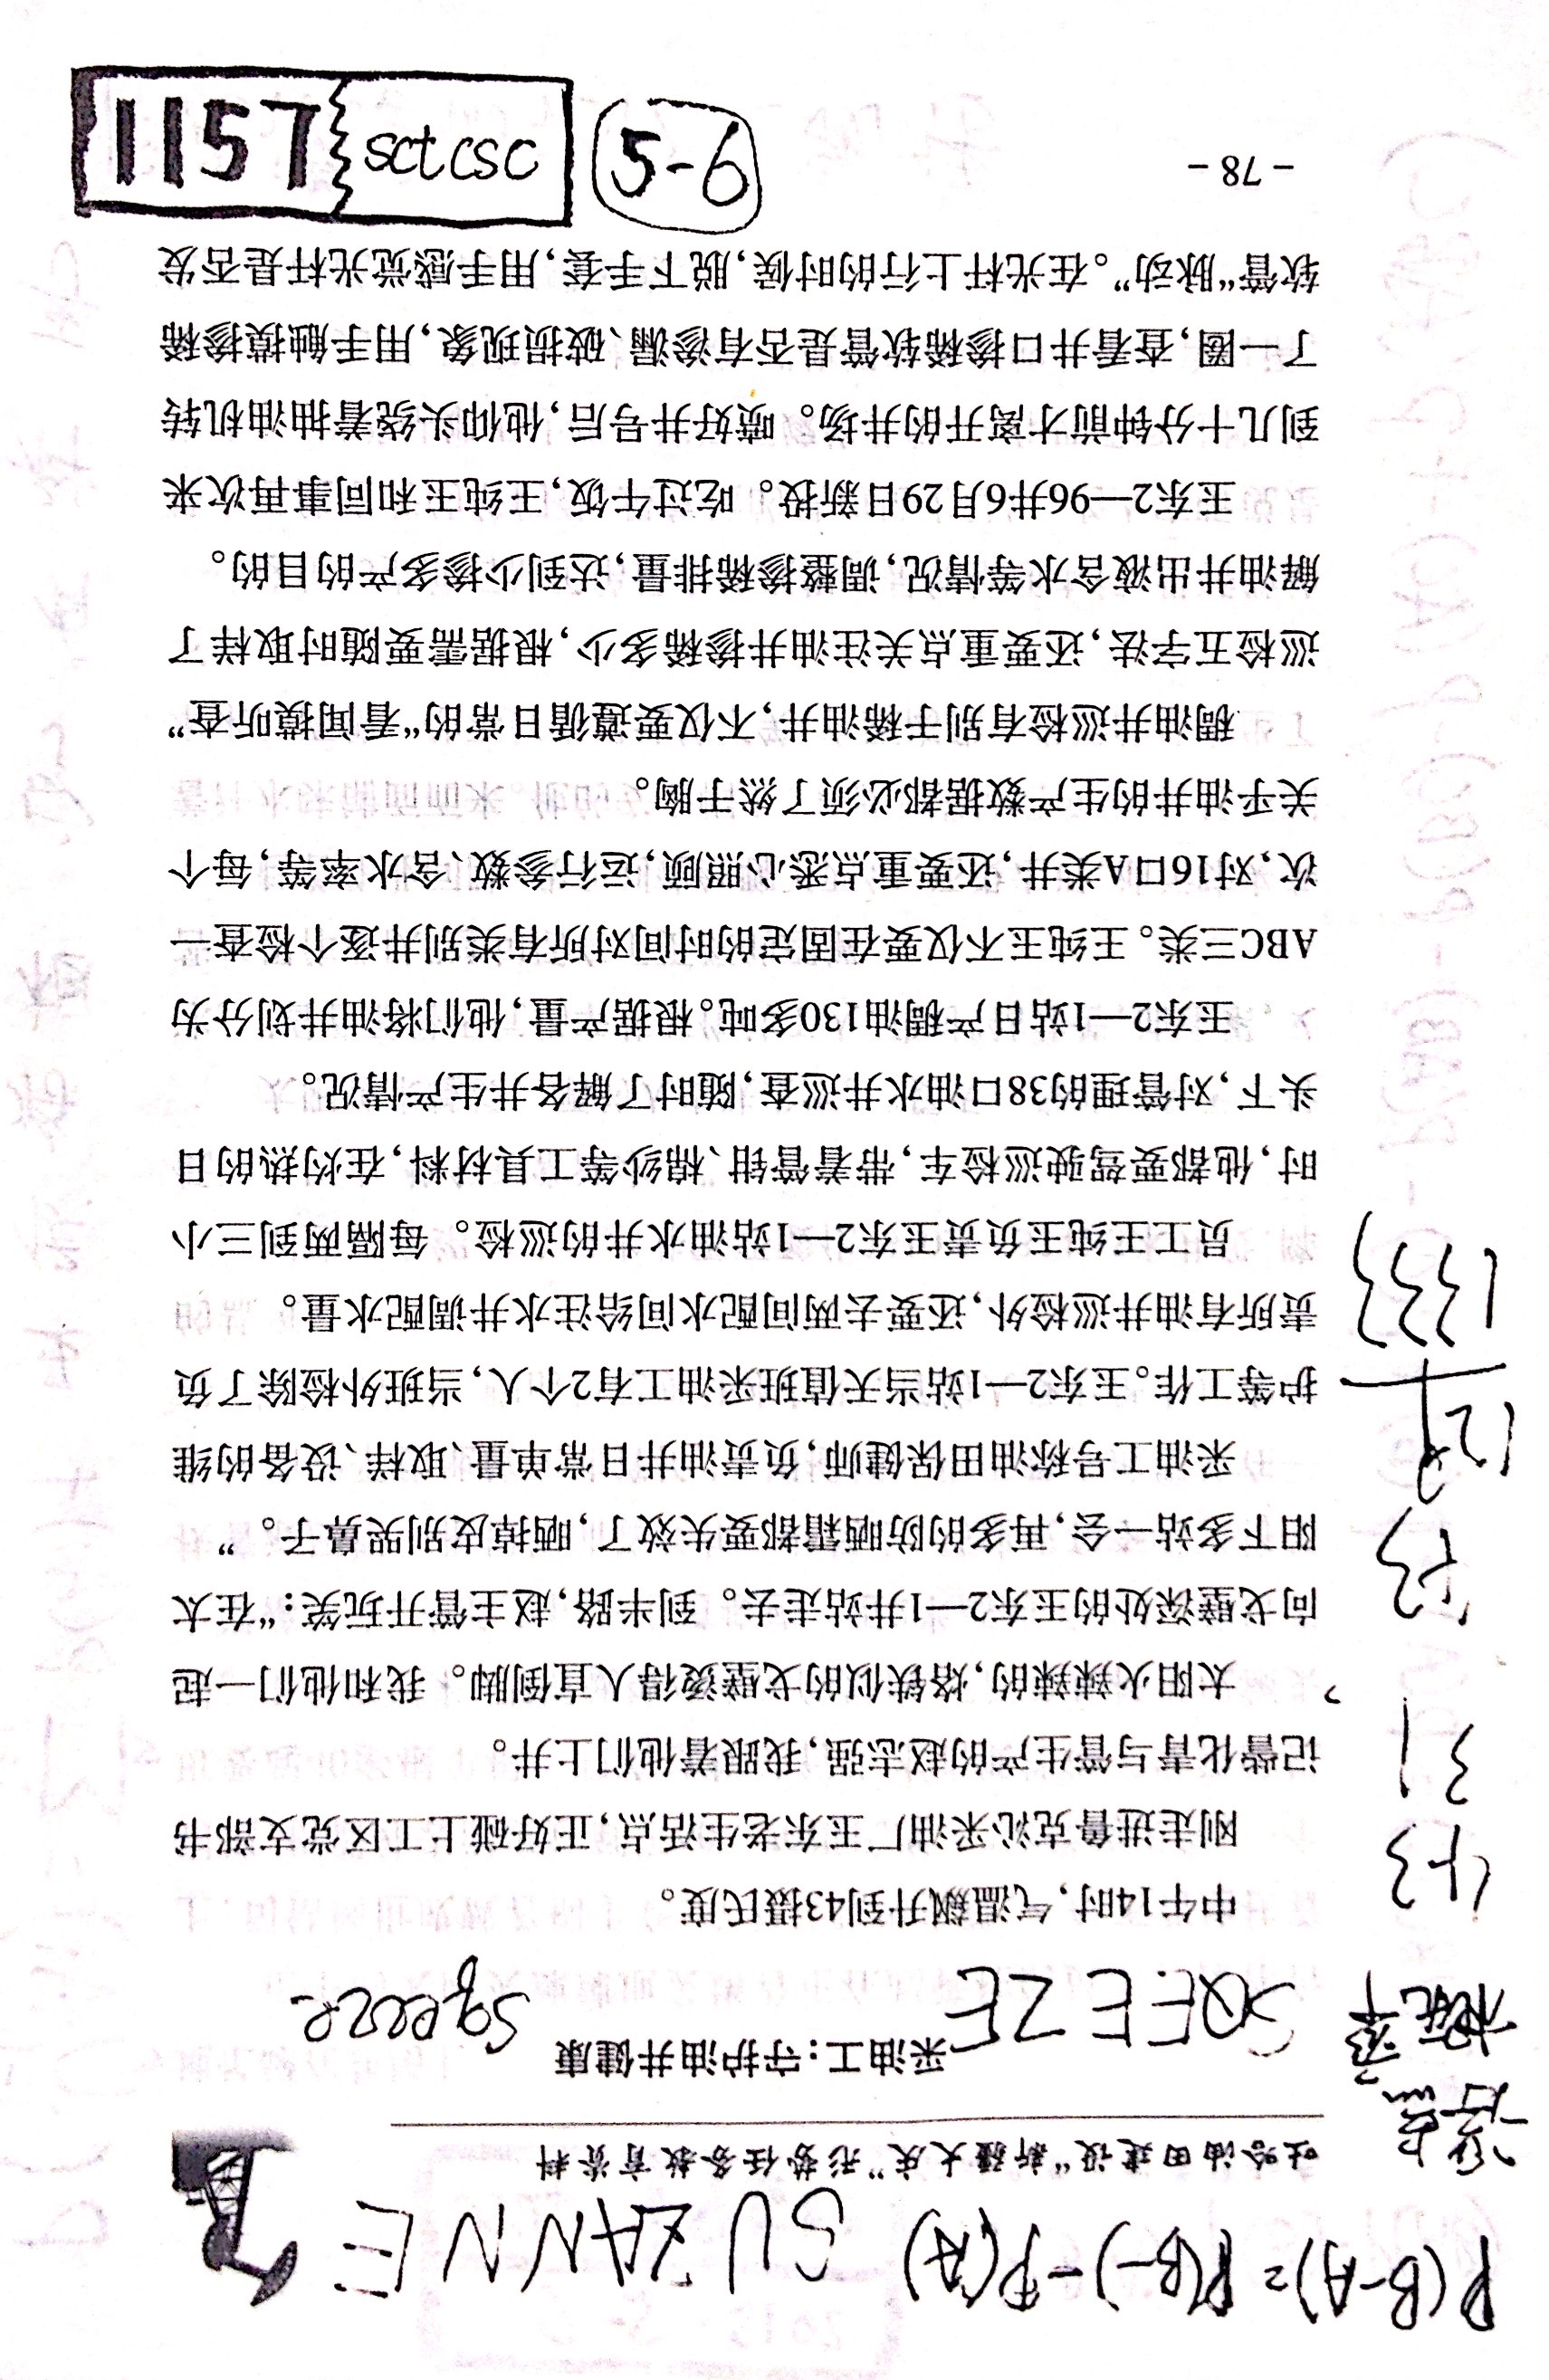 P(B-A)=P(B-)-P(A) SUZANNE
吐哈油田建设“新疆大庆”形势任务教育资料
采油工：守护油井健康
SQEEZE
sqeeze
概率
中午14时，气温飙升到43摄氏度。
刚走进鲁克沁采油厂玉东老生活点，正好碰上工区党支部书
记訾化青与管生产的赵志强，我跟着他们上井。
太阳火辣辣的，烙铁似的戈壁烫得人直倒脚。我和他们一起
向戈壁深处的玉东2—1井站走去。到半路，赵主管开玩笑：“在太
阳下多站一会，再多的防晒霜都要失效了，晒掉皮别哭鼻子。”
采油工号称油田保健师，负责油井日常单量、取样、设备的维
护等工作。玉东2—1站当天值班采油工有2个人，当班外检除了负
责所有油井巡检外，还要去两间配水间给注水井调配水量。
员工王纯玉负责玉东2—1站油水井的巡检。每隔两到三小
时，他都要驾驶巡检车，带着管钳、棉纱等工具材料，在灼热的日
头下，对管理的38口油水井巡查，随时了解各井生产情况。
玉东2—1站日产稠油130多吨。根据产量，他们将油井划分为
ABC三类。王纯玉不仅要在固定的时间对所有类别井逐个检查一
次，对16口A类井，还要重点悉心照顾，运行参数、含水率等，每个
关乎油井的生产数据都必须了然于胸。
稠油井巡检有别于稀油井，不仅要遵循日常的“看闻摸听查”
巡检五字法，还要重点关注油井掺稀多少，根据需要随时取样了
解油井出液含水等情况，调整掺稀排量，达到少掺多产的目的。
玉东2—96井6月29日新投。吃过午饭，王纯玉和同事再次来
到几十分钟前才离开的井场。喷好井号后，他仰头绕着抽油机转
了一圈，查看井口掺稀软管是否有渗漏、破损现象，用手触摸掺稀
软管“脉动”。在光杆上行的时候，脱下手套，用手感觉光杆是否发
- 78 -
1157 sctcsc 5-6